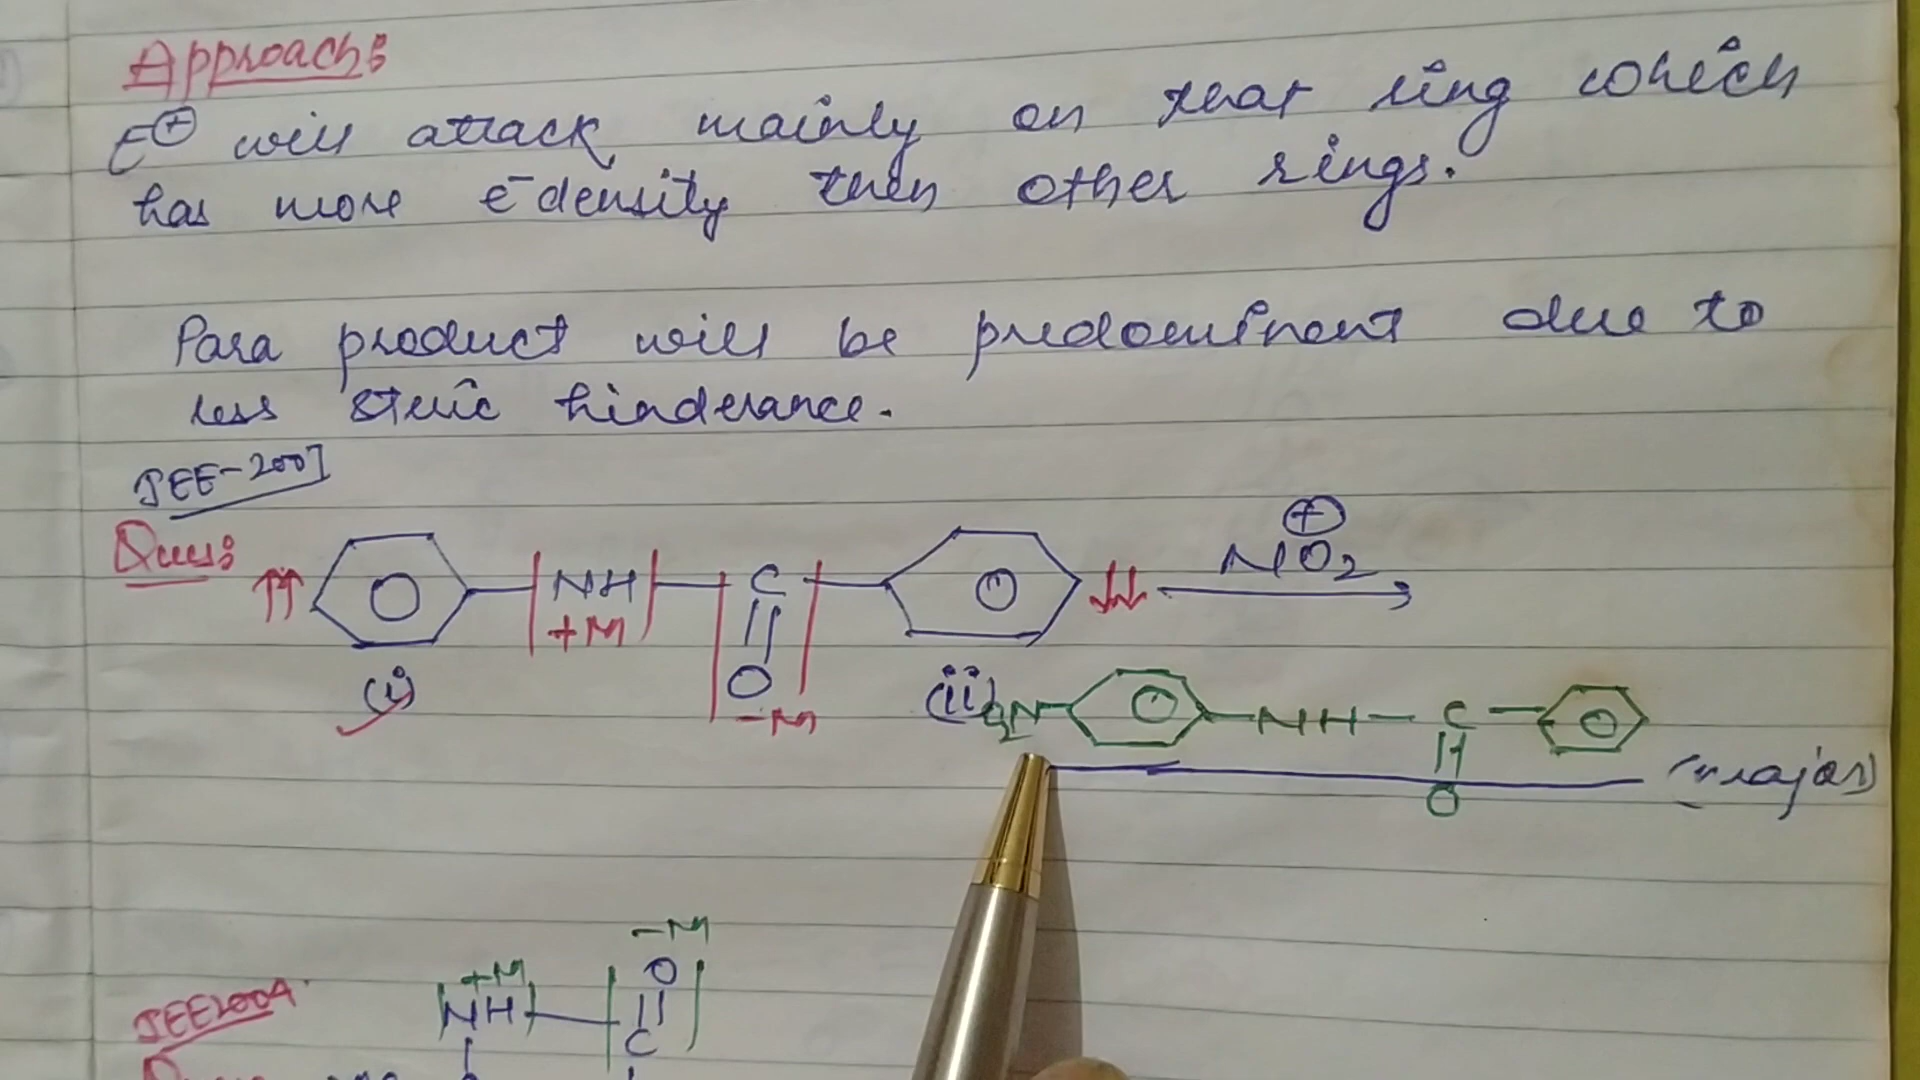 Approach:
E⊕ will attack mainly on that ring which
has more e⁻density then other rings.
Para product will be predominent due to
less steric hinderance.
JEE-2007
Ques:
⊕
NO2
↑↑ NH C ↓↓
+M
O
(i) -M (ii)
O2N NH C
O (major)
-M
+M O
JEE2004 NH C